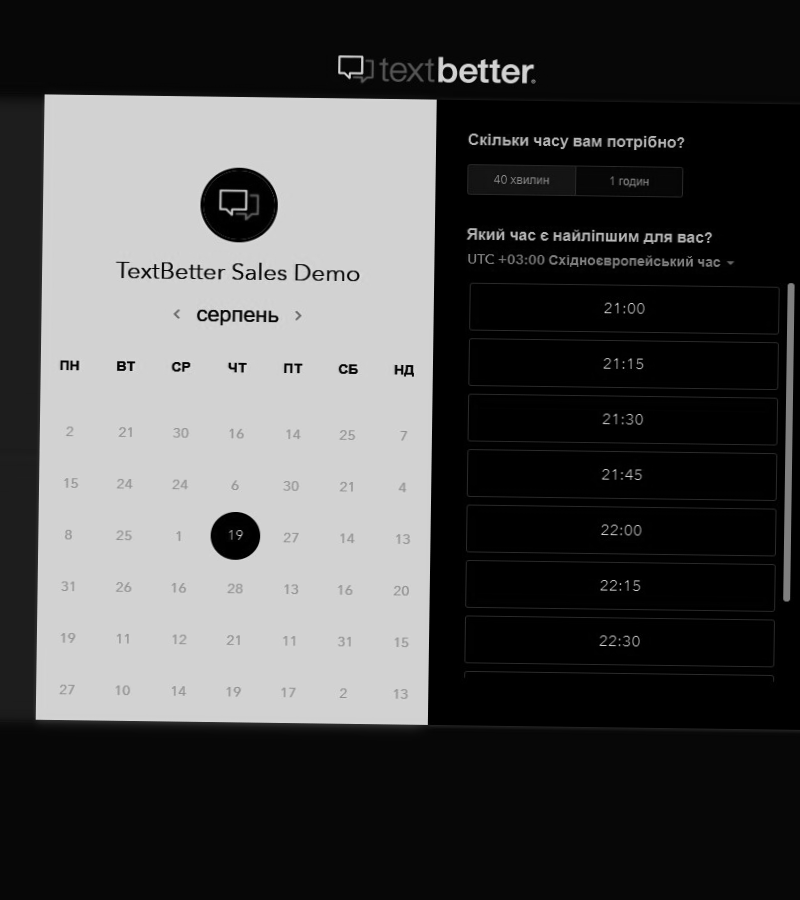 textbetter.
TextBetter Sales Demo
< серпень >
ПН ВТ СР ЧТ ПТ СБ НД
2 21 30 16 14 25 7
15 24 24 6 30 21 4
8 25 1 19 27 14 13
31 26 16 28 13 16 20
19 11 12 21 11 31 15
27 10 14 19 17 2 13
Скільки часу вам потрібно?
40 хвилин 1 годин
Який час є найліпшим для вас?
UTC +03:00 Східноєвропейський час
21:00
21:15
21:30
21:45
22:00
22:15
22:30